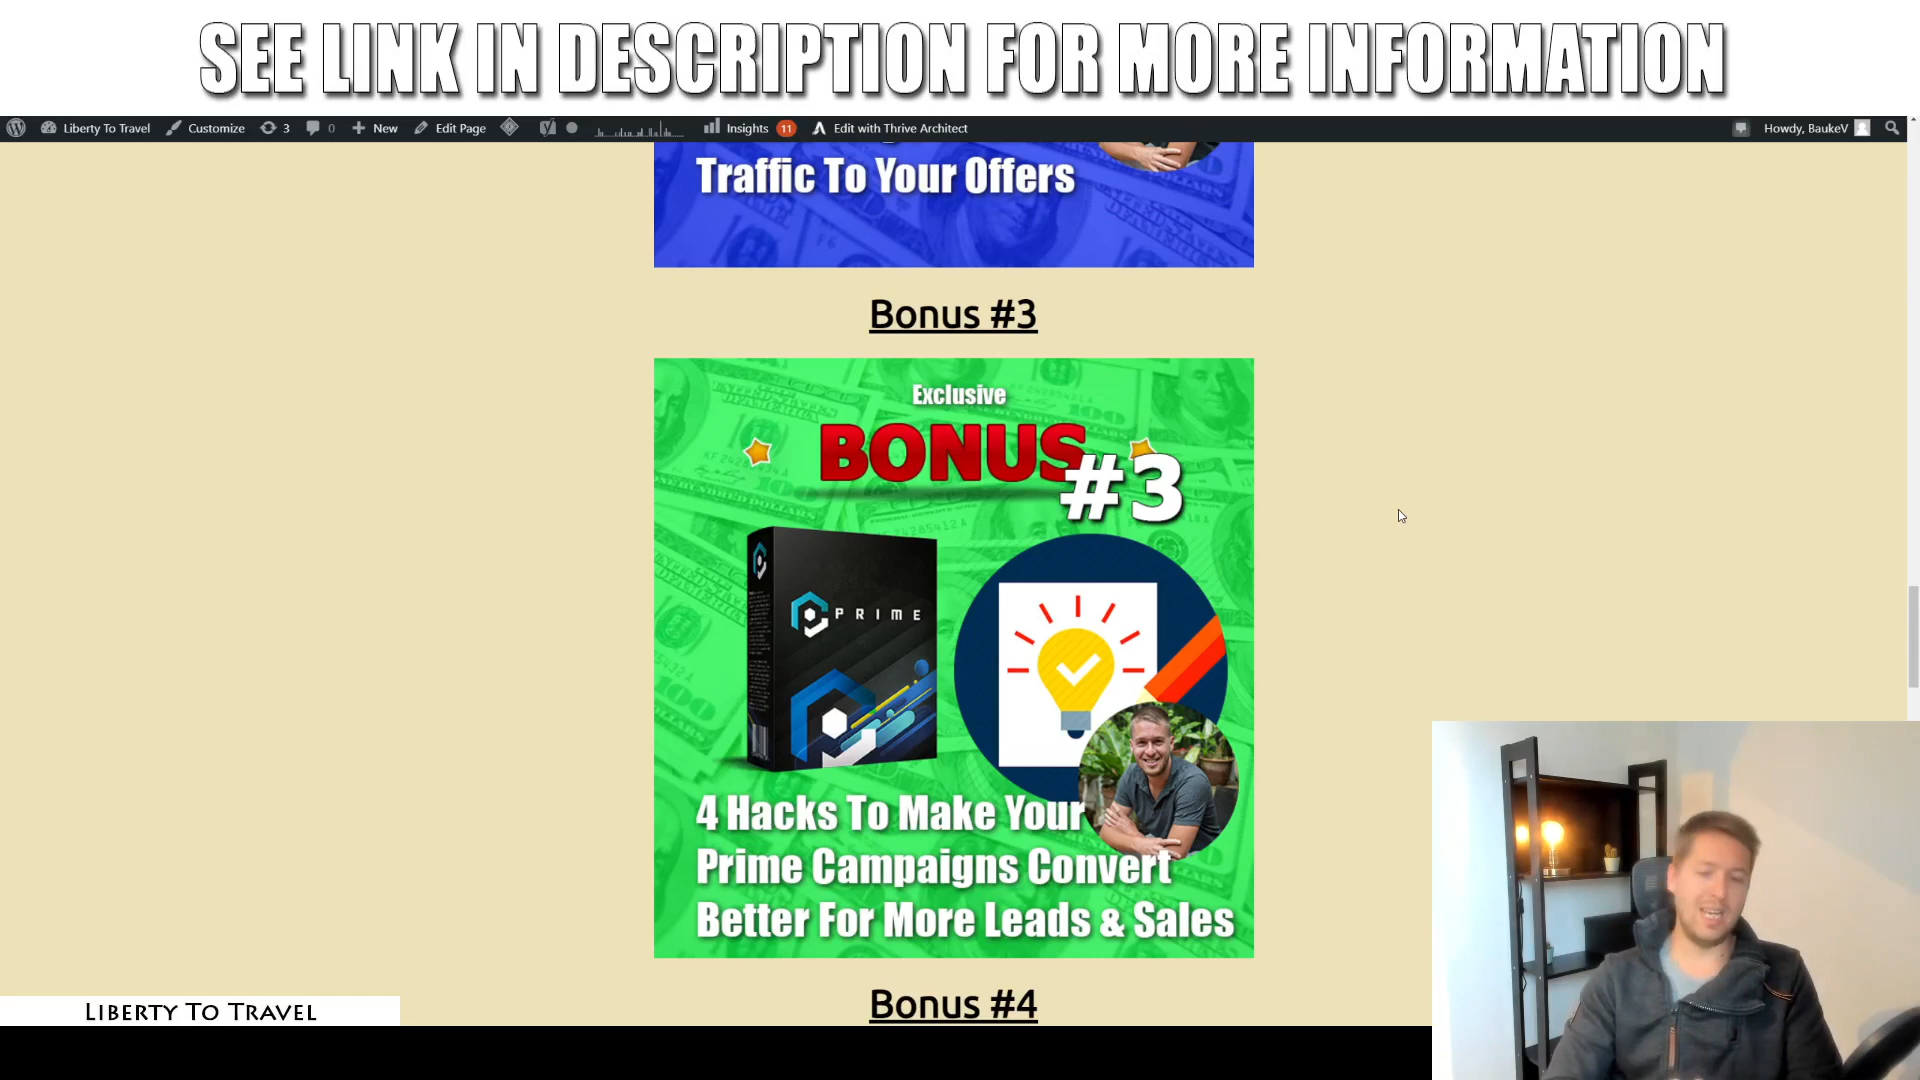 SEE LINK IN DESCRIPTION FOR MORE INFORMATION
Liberty To Travel Customize 3 0 New Edit Page Insights 11 Edit with Thrive Architect Howdy, BaukeV
Traffic To Your Offers
Bonus #3
Exclusive
BONUS
#3
PRIME
4 Hacks To Make Your
Prime Campaigns Convert
Better For More Leads & Sales
Bonus #4
LIBERTY TO TRAVEL